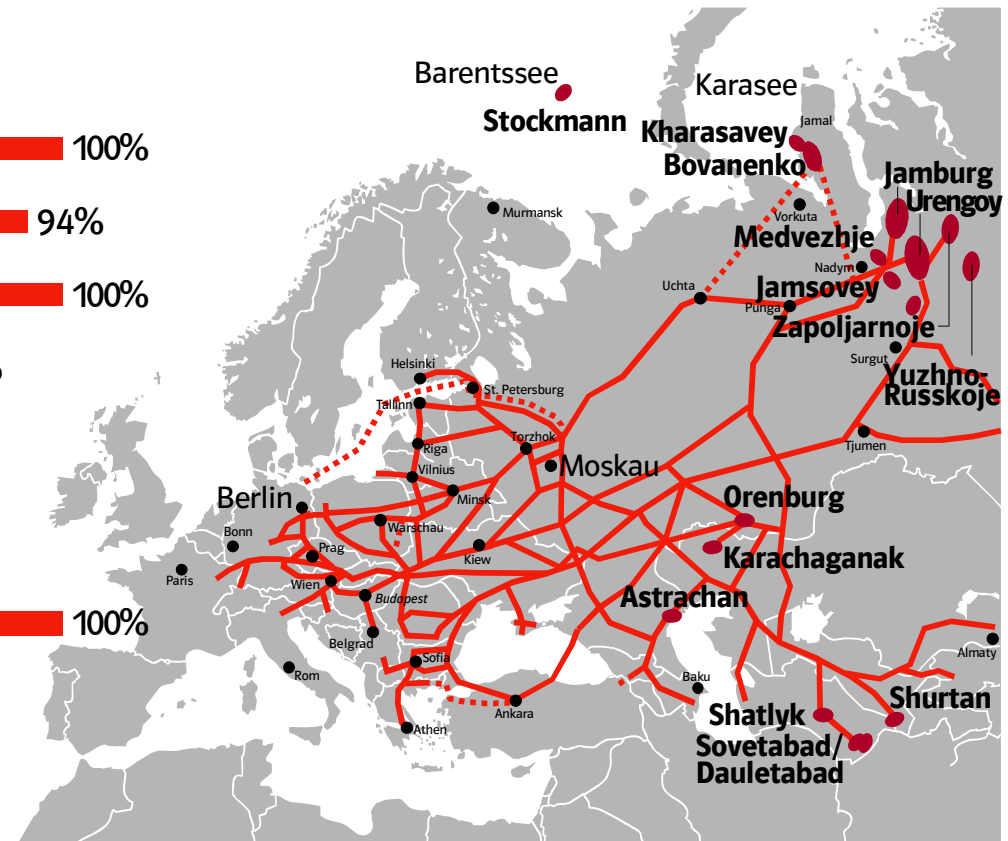 Barentssee
Karasee
Stockmann
Jamal
Kharasavey
Bovanenko
100%
Jamburg
Urengoy
94%
Murmansk
Vorkuta
Medvezhje
Nadym
100%
Uchta
Jamsovey
Punga
Zapoljarnoje
Surgut
Helsinki
St. Petersburg
Yuzhno-
Russkoje
Tallinn
Torzhok
Tjumen
Riga
Moskau
Vilnius
Berlin
Minsk
Orenburg
Warschau
Bonn
Prag
Kiew
Karachaganak
Paris
Wien
Budapest
Astrachan
100%
Belgrad
Almaty
Sofia
Rom
Baku
Shurtan
Ankara
Shatlyk
Athen
Sovetabad/
Dauletabad